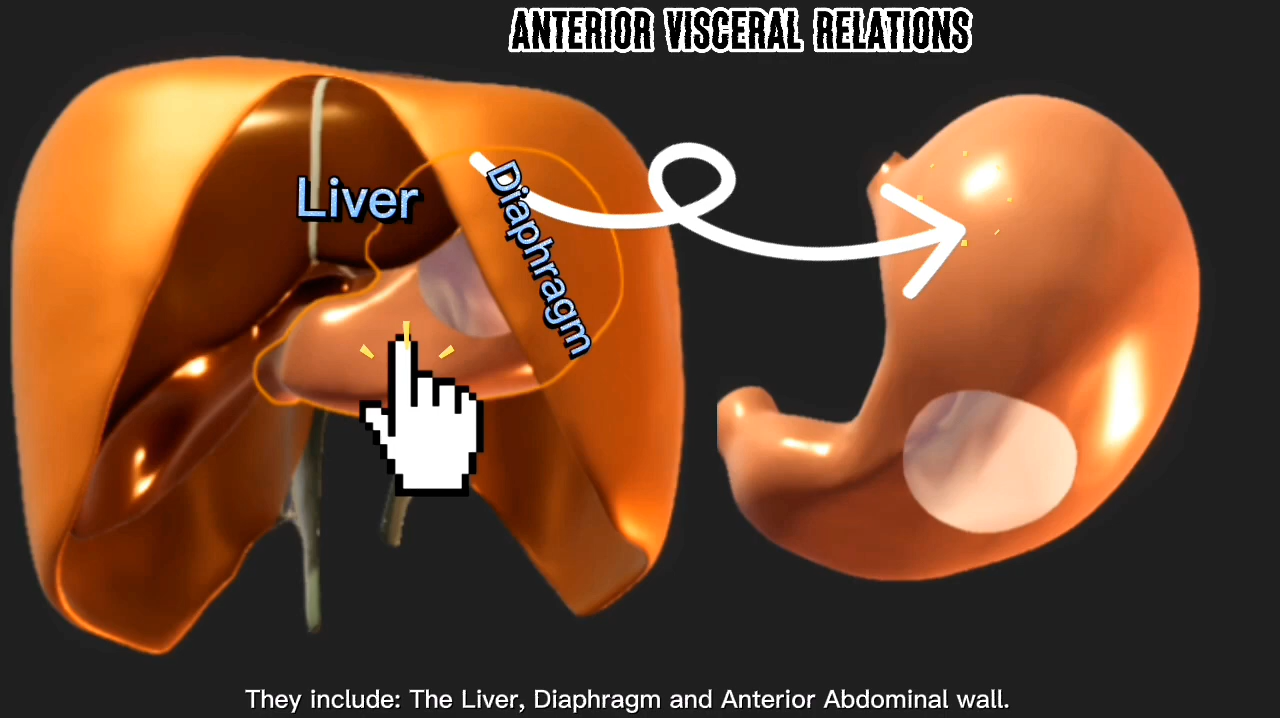 ANTERIOR VISCERAL RELATIONS
Liver
Diaphragm
They include: The Liver, Diaphragm and Anterior Abdominal wall.